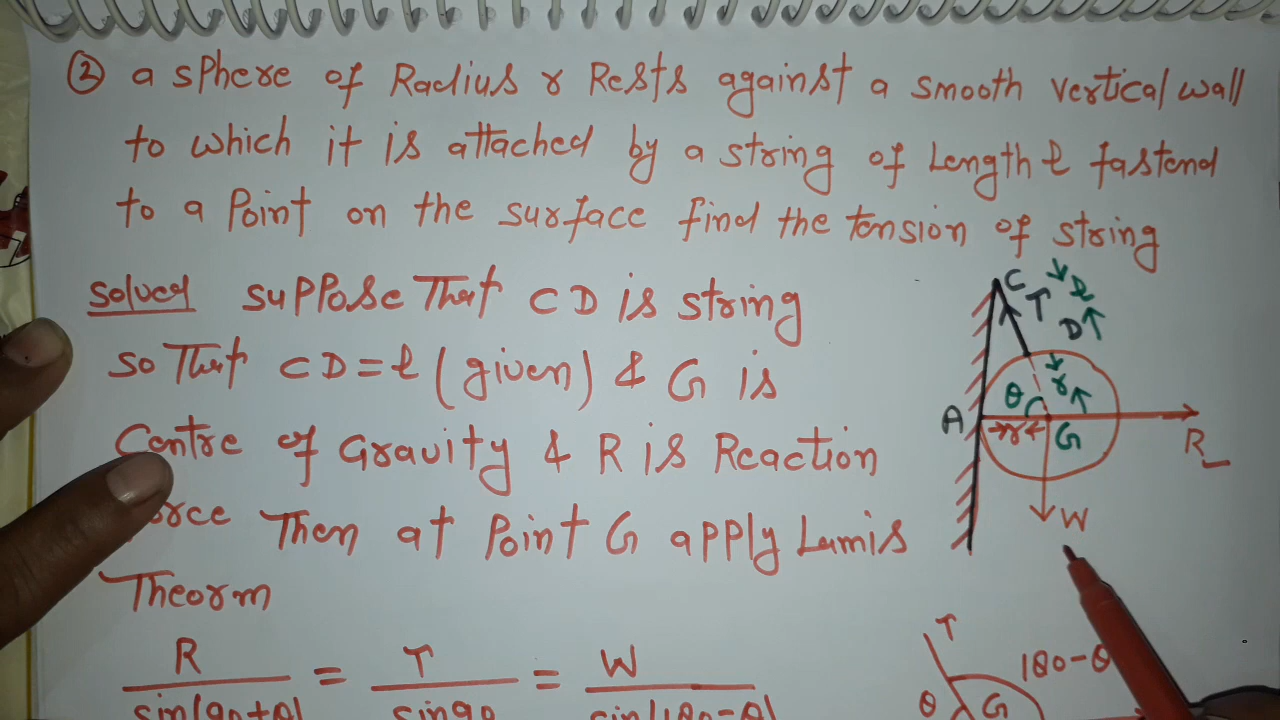 ② a sphere of Radius r Rests against a smooth vertical wall
to which it is attached by a string of Length l fastend
to a Point on the surface find the tension of string
Solved suppose That CD is string
so That CD = l (given) & G is
Centre of Gravity & R is Reaction
orce Then at Point G apply Lamis
Theorm
R / sin(90+θ) = T / sin90 = W / sin(180-θ)
C
T
l
D
θ
r
A
r
G
R
W
T
180-θ
θ
G